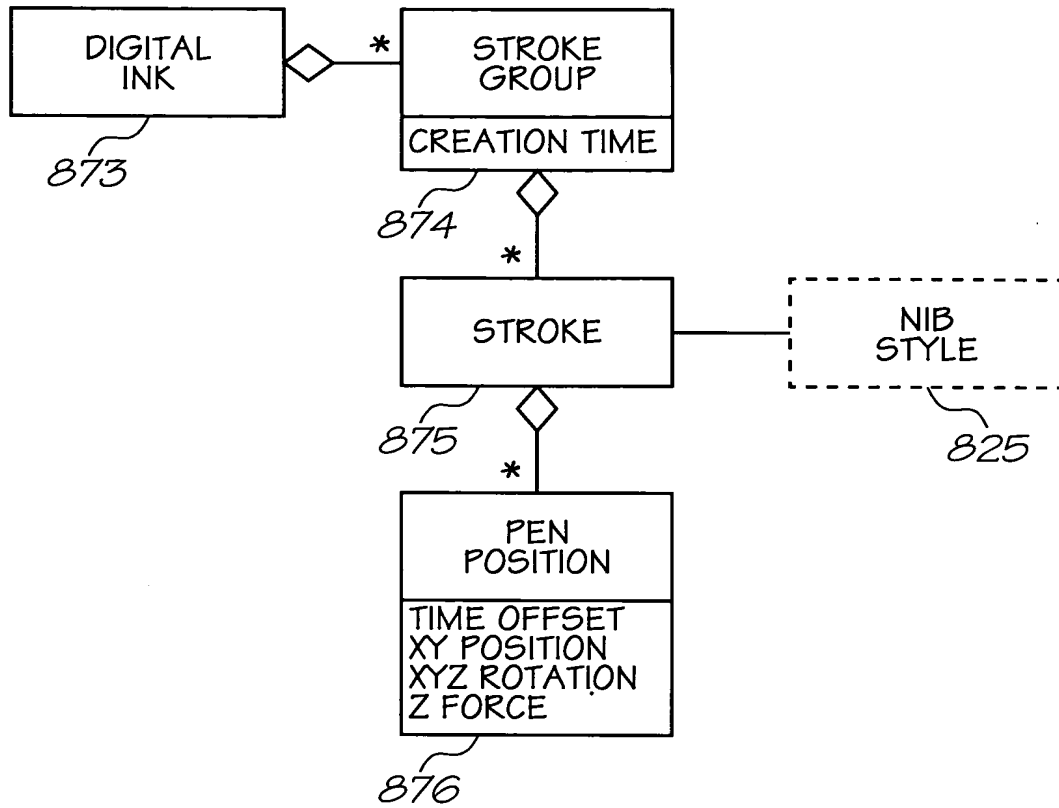 DIGITAL
INK
873
*
STROKE
GROUP
CREATION TIME
874
*
STROKE
875
NIB
STYLE
825
*
PEN
POSITION
TIME OFFSET
XY POSITION
XYZ ROTATION
Z FORCE
876